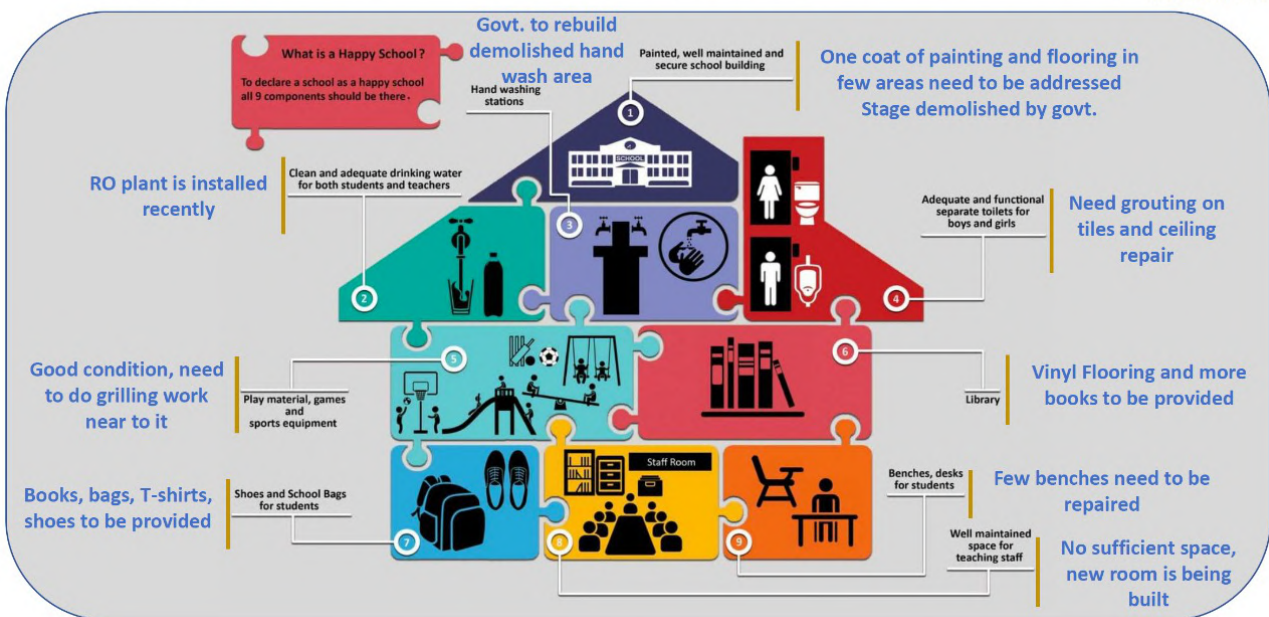 What is a Happy School ?
To declare a school as a happy school
all 9 components should be there.
Govt. to rebuild
demolished hand
wash area
Hand washing
stations
Painted, well maintained and
secure school building
One coat of painting and flooring in
few areas need to be addressed
Stage demolished by govt.
1
SCHOOL
RO plant is installed
recently
Clean and adequate drinking water
for both students and teachers
2
3
Adequate and functional
separate toilets for
boys and girls
4
Need grouting on
tiles and ceiling
repair
Good condition, need
to do grilling work
near to it
Play material, games
and
sports equipment
5
6
Library
Vinyl Flooring and more
books to be provided
Books, bags, T-shirts,
shoes to be provided
Shoes and School Bags
for students
7
Staff Room
8
9
Benches, desks
for students
Few benches need to be
repaired
Well maintained
space for
teaching staff
No sufficient space,
new room is being
built